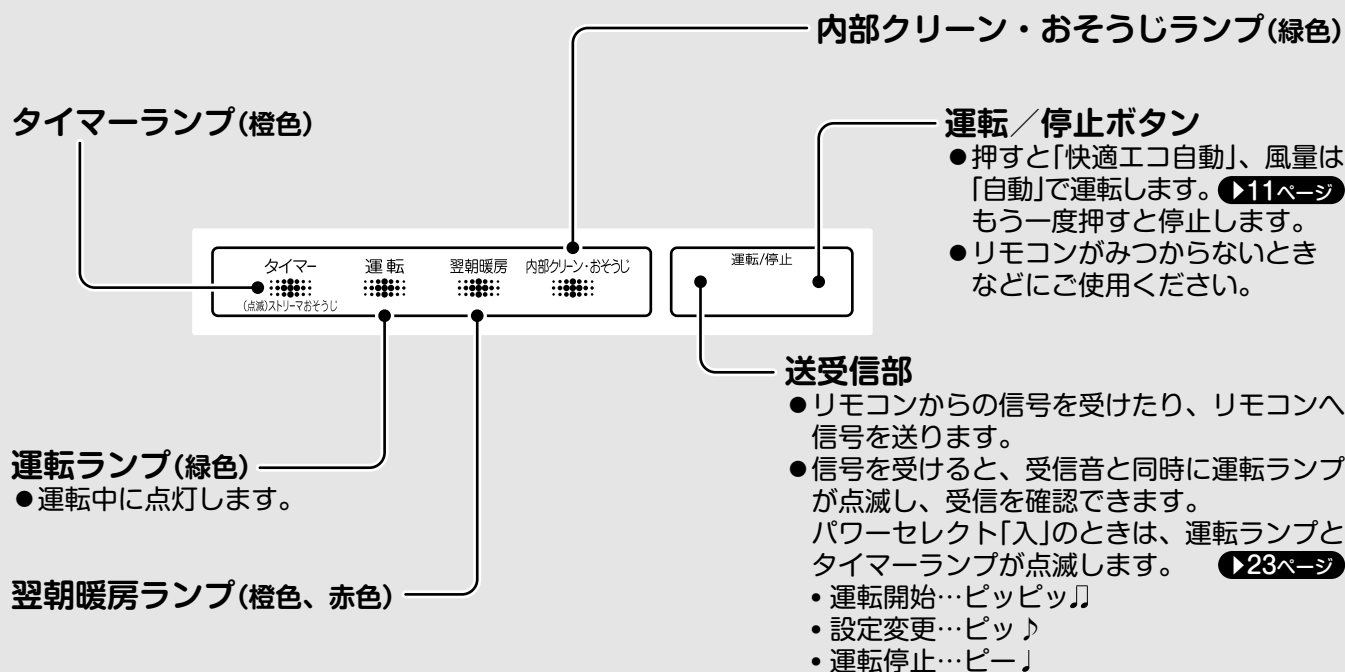 内部クリーン・おそうじランプ(緑色)
タイマーランプ(橙色)
運転／停止ボタン
●押すと｢快適エコ自動｣、風量は
｢自動｣で運転します。▶11ページ
もう一度押すと停止します。
●リモコンがみつからないとき
などにご使用ください。
タイマー 運転 翌朝暖房 内部クリーン・おそうじ
(点滅)ストリーマおそうじ
運転/停止
送受信部
●リモコンからの信号を受けたり、リモコンへ
信号を送ります。
●信号を受けると、受信音と同時に運転ランプ
が点滅し、受信を確認できます。
パワーセレクト｢入｣のときは、運転ランプと
タイマーランプが点滅します。 ▶23ページ
• 運転開始…ピッピッ♫
• 設定変更…ピッ♪
• 運転停止…ピー♩
運転ランプ(緑色)
●運転中に点灯します。
翌朝暖房ランプ(橙色、赤色)